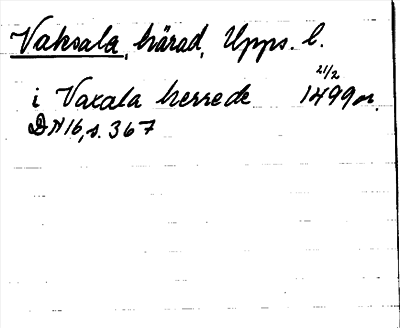 Vaksala, härad, Upps. l.
i Vaxala herrede 21/2 1499 or.
DN 16, s. 367